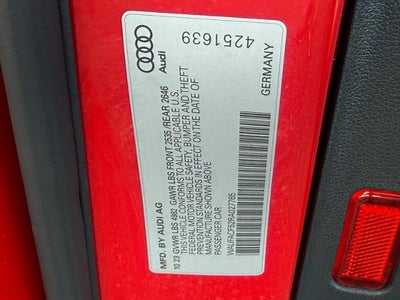 4251639
Audi
GERMANY
MFD. BY AUDI AG
10 23 GVWR LBS 4982 GAWR LBS FRONT 2535 /REAR 2646
THIS VEHICLE CONFORMS TO ALL APPLICABLE U.S.
FEDERAL MOTOR VEHICLE SAFETY, BUMPER AND THEFT
PREVENTION STANDARDS IN EFFECT ON THE DATE OF
MANUFACTURE SHOWN ABOVE
PASSENGER CAR
WAUFACF52RA027765